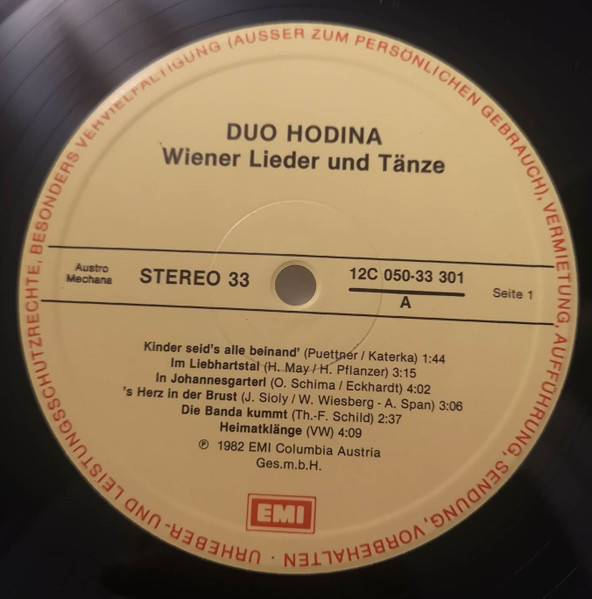 URHEBER- UND LEISTUNGSSCHUTZRECHTE, BESONDERS VERVIELFÄLTIGUNG (AUSSER ZUM PERSÖNLICHEN GEBRAUCH), VERMIETUNG, AUFFÜHRUNG, SENDUNG, VORBEHALTEN ·
DUO HODINA
Wiener Lieder und Tänze
Austro
Mechana
STEREO 33
12C 050-33 301
A
Seite 1
Kinder seid's alle beinand' (Puettner / Katerka) 1:44
Im Liebhartstal (H. May / H. Pflanzer) 3:15
In Johannesgarterl (O. Schima / Eckhardt) 4:02
's Herz in der Brust (J. Sioly / W. Wiesberg - A. Span) 3:06
Die Banda kummt (Th.-F. Schild) 2:37
Heimatklänge (VW) 4:09
℗ 1982 EMI Columbia Austria
Ges.m.b.H.
EMI